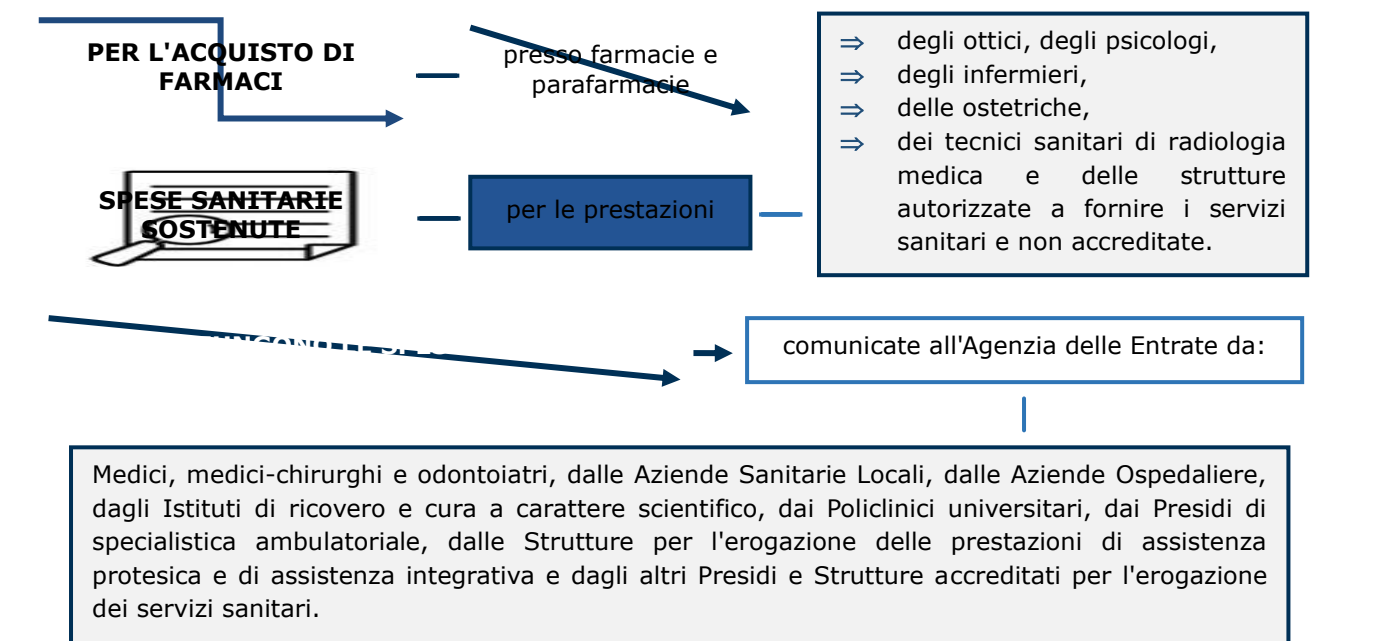 PER L'ACQUISTO DI
FARMACI
presso farmacie e
parafarmacie
⇒ degli ottici, degli psicologi,
⇒ degli infermieri,
⇒ delle ostetriche,
⇒ dei tecnici sanitari di radiologia
medica e delle strutture
autorizzate a fornire i servizi
sanitari e non accreditate.
SPESE SANITARIE
SOSTENUTE
per le prestazioni
comunicate all'Agenzia delle Entrate da:
Medici, medici-chirurghi e odontoiatri, dalle Aziende Sanitarie Locali, dalle Aziende Ospedaliere,
dagli Istituti di ricovero e cura a carattere scientifico, dai Policlinici universitari, dai Presidi di
specialistica ambulatoriale, dalle Strutture per l'erogazione delle prestazioni di assistenza
protesica e di assistenza integrativa e dagli altri Presidi e Strutture accreditati per l'erogazione
dei servizi sanitari.